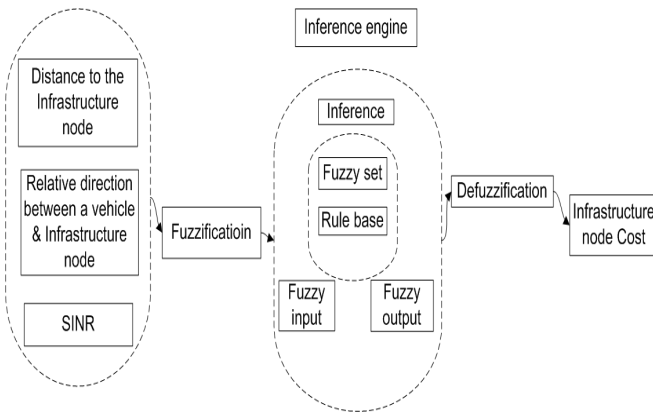 Inference engine
Distance to the
Infrastructure
node
Relative direction
between a vehicle
& Infrastructure
node
SINR
Fuzzificatioin
Inference
Fuzzy set
Rule base
Fuzzy
input
Fuzzy
output
Defuzzification
Infrastructure
node Cost